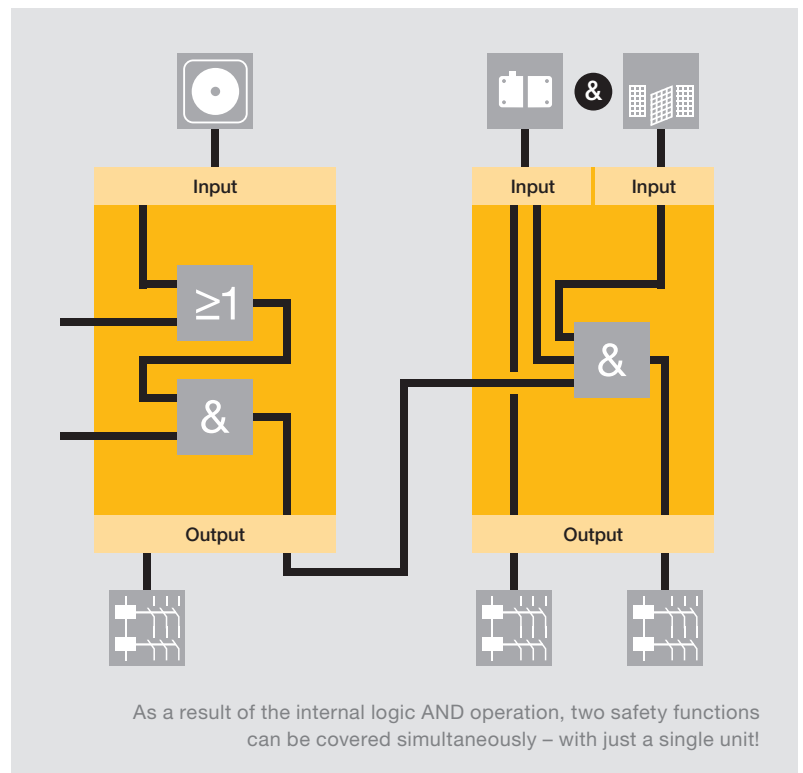 &
Input
Input
Input
≥1
&
&
Output
Output
As a result of the internal logic AND operation, two safety functions
can be covered simultaneously – with just a single unit!